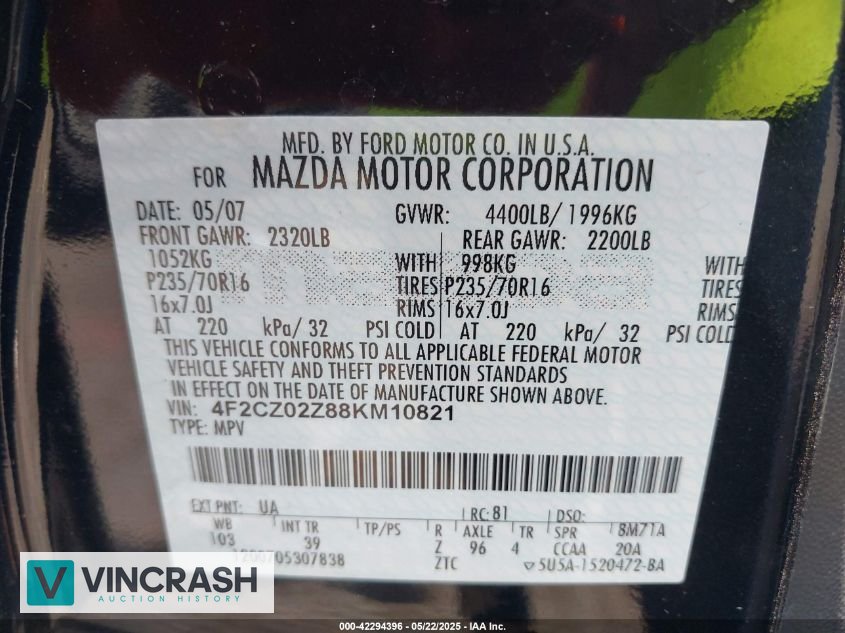 MFD. BY FORD MOTOR CO. IN U.S.A.
FOR MAZDA MOTOR CORPORATION
DATE: 05/07 GVWR: 4400LB/ 1996KG
FRONT GAWR: 2320LB REAR GAWR: 2200LB
1052KG WITH 998KG WITH
P235/70R16 TIRES P235/70R16 TIRES
16x7.0J RIMS 16x7.0J RIMS
AT 220 kPa/ 32 PSI COLD AT 220 kPa/ 32 PSI COLD
THIS VEHICLE CONFORMS TO ALL APPLICABLE FEDERAL MOTOR
VEHICLE SAFETY AND THEFT PREVENTION STANDARDS
IN EFFECT ON THE DATE OF MANUFACTURE SHOWN ABOVE.
VIN: 4F2CZ02Z88KM10821
TYPE: MPV
EXT PNT: UA RC: 81 DSO:
WB INT TR TP/PS R AXLE TR SPR 8M71A
103 39 Z 96 4 CCAA 20A
1200705307838 ZTC 5U5A-1520472-BA
V VINCRASH
AUCTION HISTORY
000-42294396 - 05/22/2025 - IAA Inc.